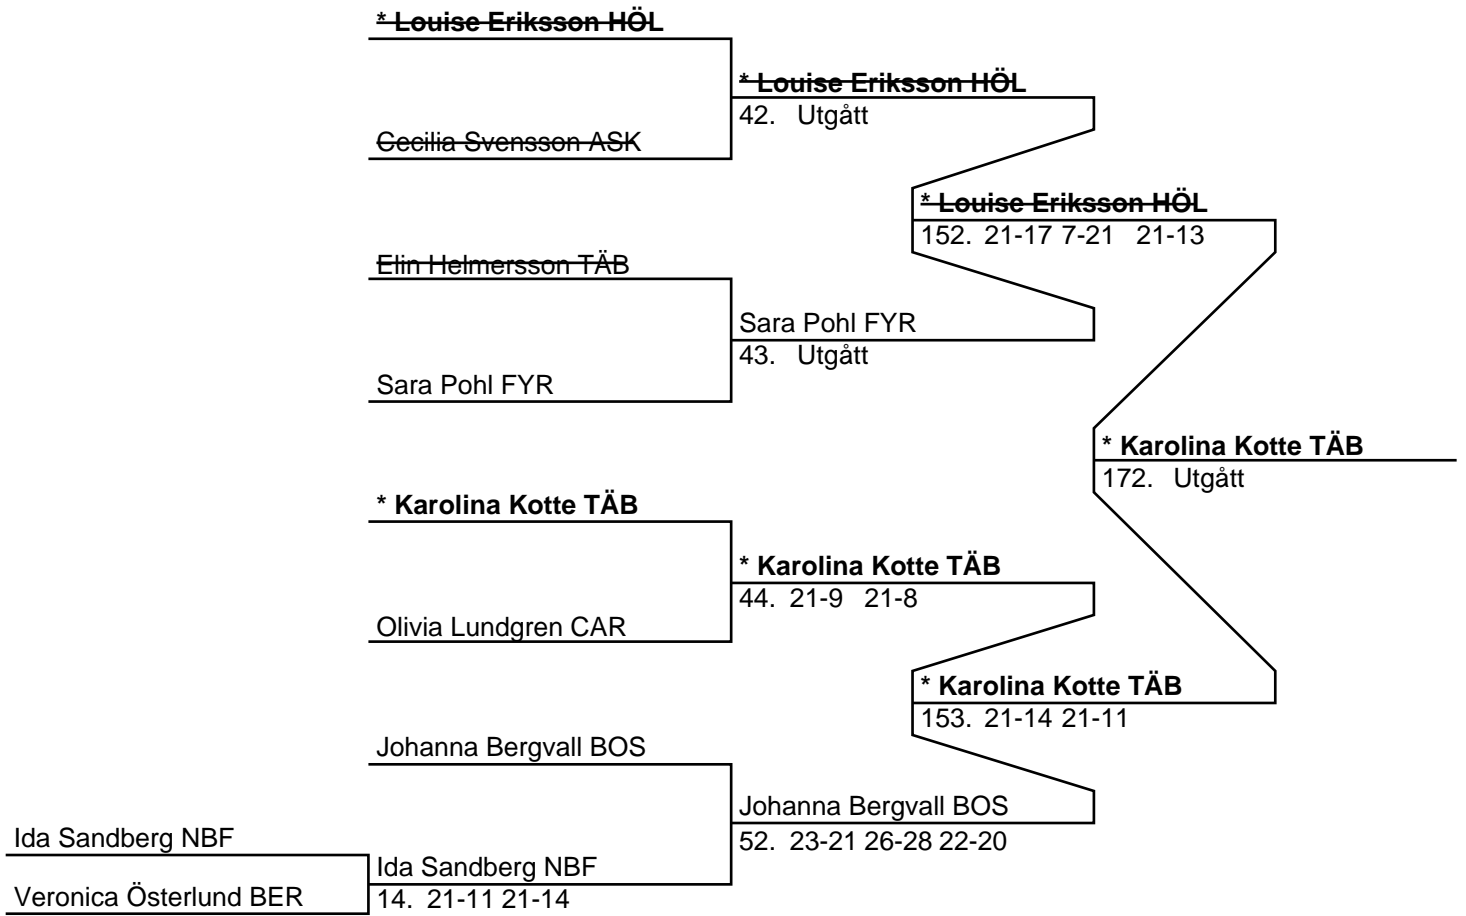 * Louise Eriksson HÖL
* Louise Eriksson HÖL
42. Utgått
Cecilia Svensson ASK
* Louise Eriksson HÖL
152. 21-17 7-21 21-13
Elin Helmersson TÄB
Sara Pohl FYR
43. Utgått
Sara Pohl FYR
* Karolina Kotte TÄB
172. Utgått
* Karolina Kotte TÄB
* Karolina Kotte TÄB
44. 21-9 21-8
Olivia Lundgren CAR
* Karolina Kotte TÄB
153. 21-14 21-11
Johanna Bergvall BOS
Johanna Bergvall BOS
52. 23-21 26-28 22-20
Ida Sandberg NBF
Ida Sandberg NBF
14. 21-11 21-14
Veronica Österlund BER